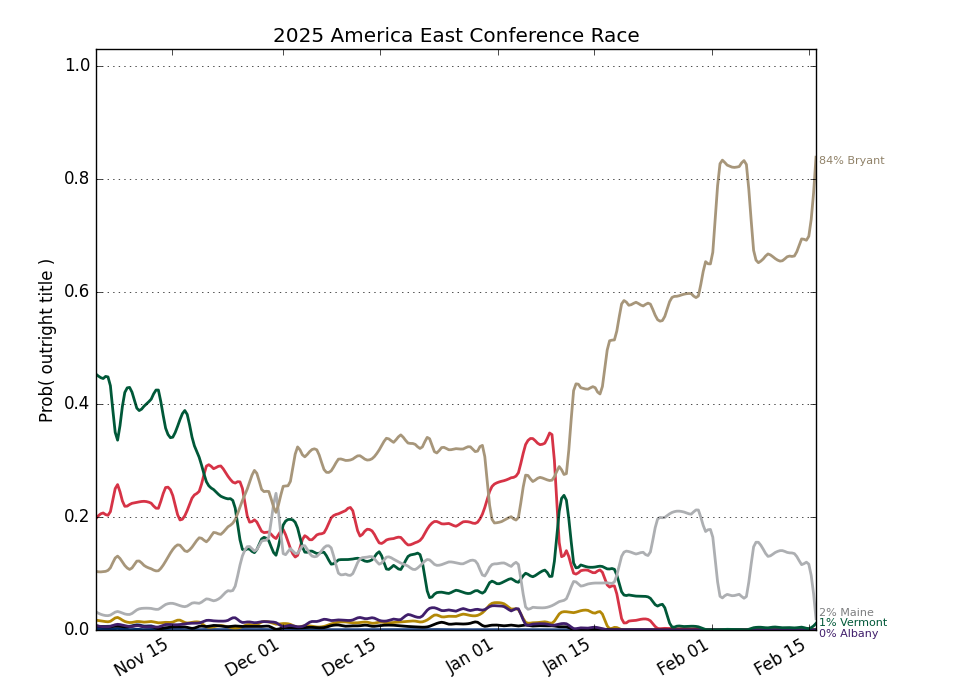 2025 America East Conference Race
Prob( outright title )
1.0
0.8
0.6
0.4
0.2
0.0
Nov 15
Dec 01
Dec 15
Jan 01
Jan 15
Feb 01
Feb 15
84% Bryant
2% Maine
1% Vermont
0% Albany